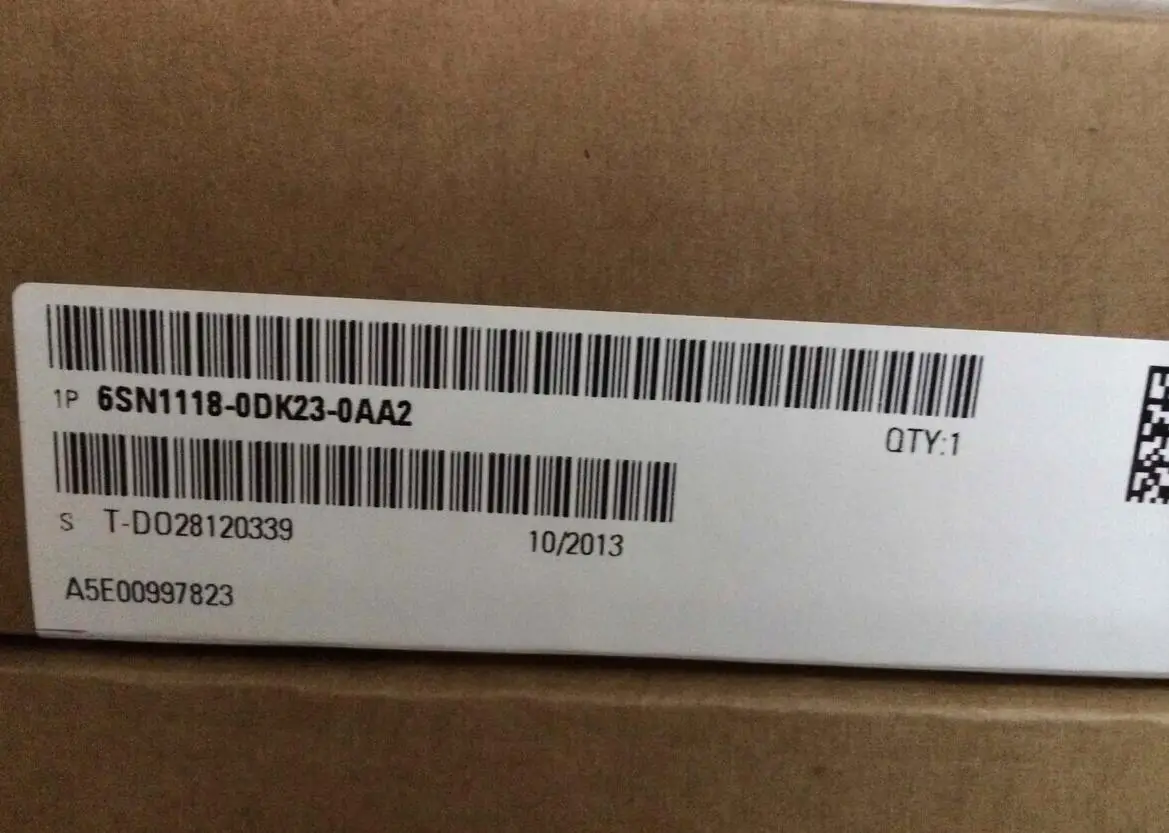 1P 6SN1118-0DK23-0AA2
QTY:1
S T-DO28120339 10/2013
A5E00997823